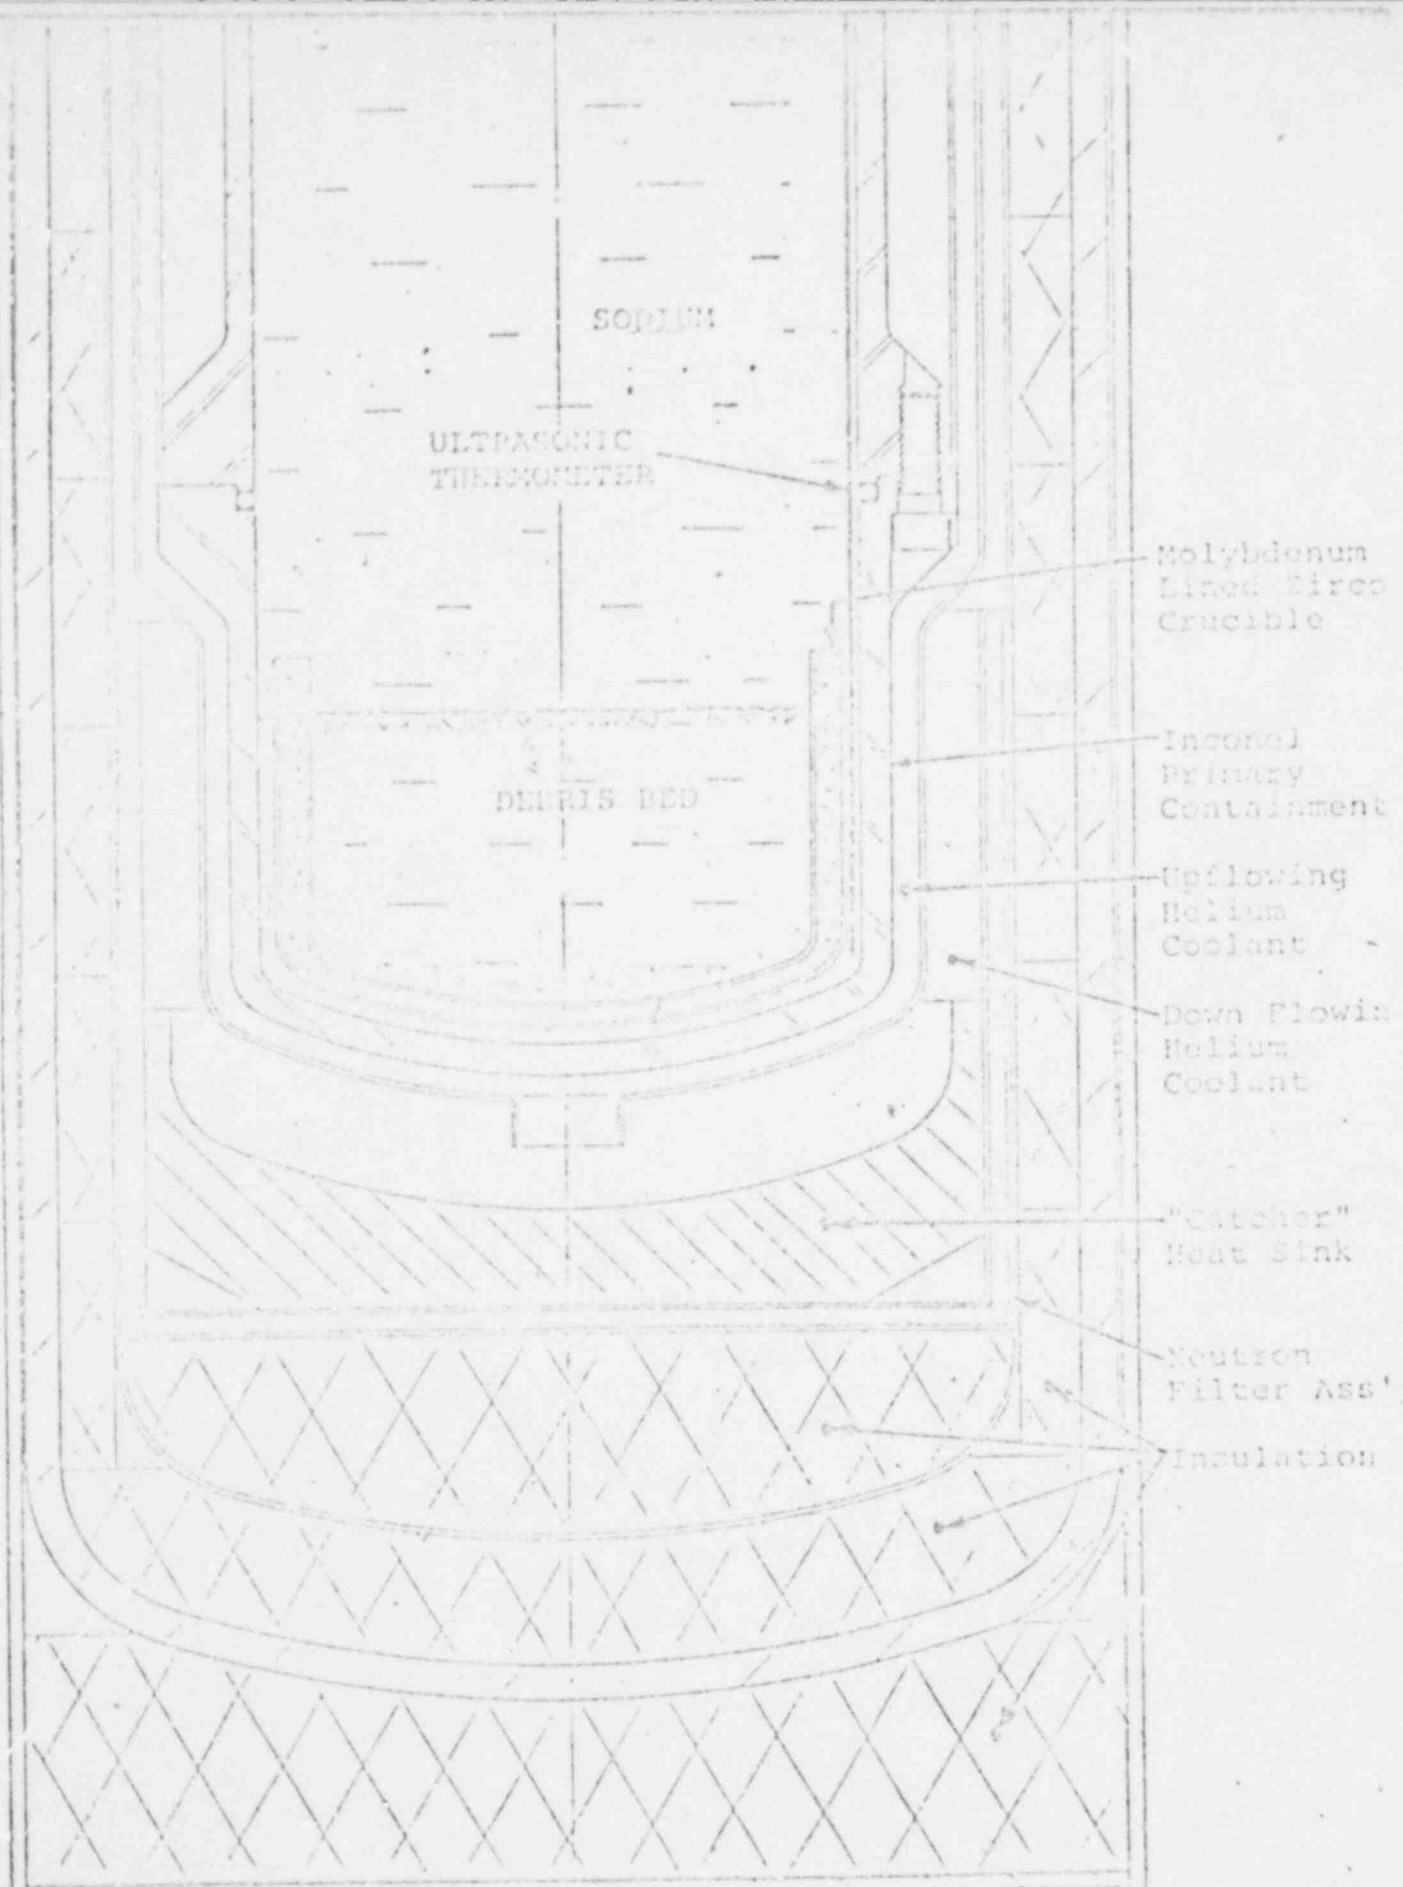 SODIUM
ULTRASONIC
THERMOMETER
Molybdenum
Lined Zirco
Crucible
Inconel
Primary
Containment
DEBRIS BED
Upflowing
Helium
Coolant
Down Flowin
Helium
Coolant
"Catcher"
Heat Sink
Neutron
Filter Ass'
Insulation